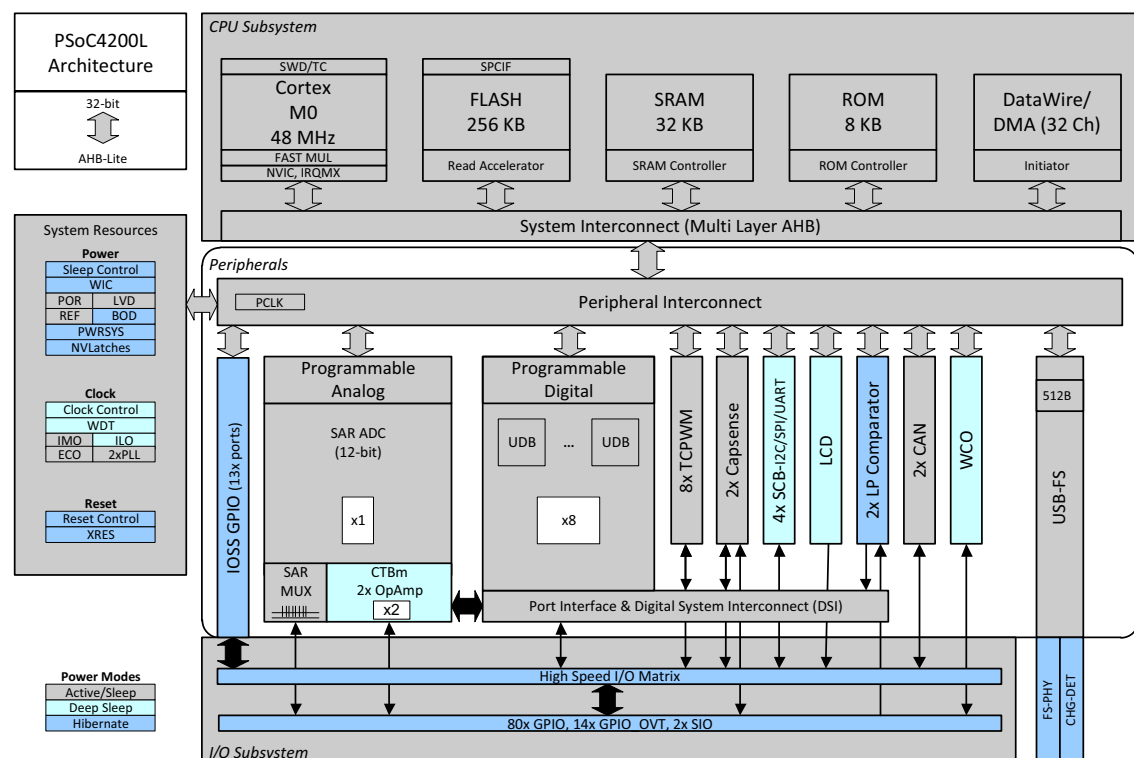 PSoC4200L
Architecture
32-bit
AHB-Lite
CPU Subsystem
SWD/TC
Cortex
M0
48 MHz
FAST MUL
NVIC, IRQMX
SPCIF
FLASH
256 KB
Read Accelerator
SRAM
32 KB
SRAM Controller
ROM
8 KB
ROM Controller
DataWire/
DMA (32 Ch)
Initiator
System Interconnect (Multi Layer AHB)
System Resources
Power
Sleep Control
WIC
POR LVD
REF BOD
PWRSYS
NVLatches
Clock
Clock Control
WDT
IMO ILO
ECO 2xPLL
Reset
Reset Control
XRES
Peripherals
PCLK
Peripheral Interconnect
IOSS GPIO (13x ports)
Programmable
Analog
SAR ADC
(12-bit)
x1
SAR
MUX
CTBm
2x OpAmp
x2
Programmable
Digital
UDB ... UDB
x8
8x TCPWM
2x Capsense
4x SCB-I2C/SPI/UART
LCD
2x LP Comparator
2x CAN
WCO
512B
USB-FS
Port Interface & Digital System Interconnect (DSI)
High Speed I/O Matrix
80x GPIO, 14x GPIO_OVT, 2x SIO
I/O Subsystem
FS-PHY
CHG-DET
Power Modes
Active/Sleep
Deep Sleep
Hibernate